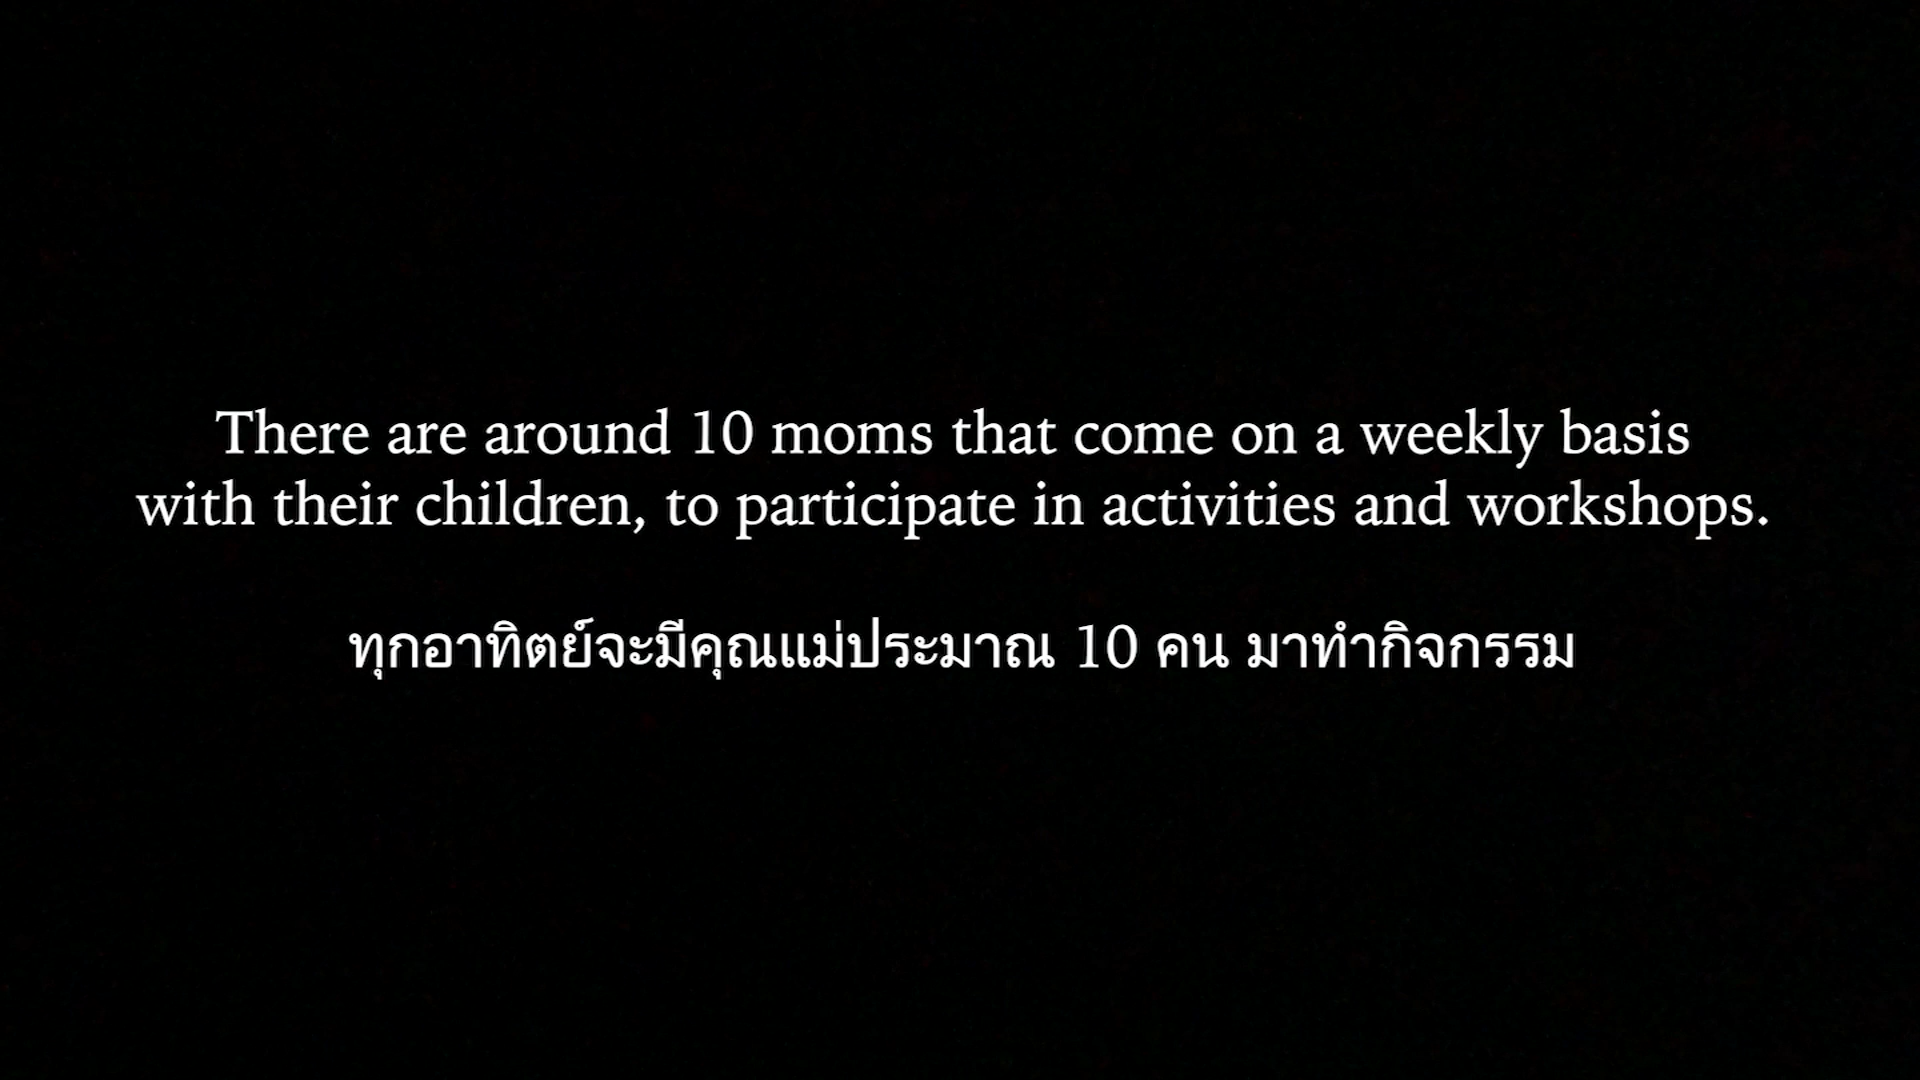 There are around 10 moms that come on a weekly basis
with their children, to participate in activities and workshops.
ทุกอาทิตย์จะมีคุณแม่ประมาณ 10 คน มาทำกิจกรรม